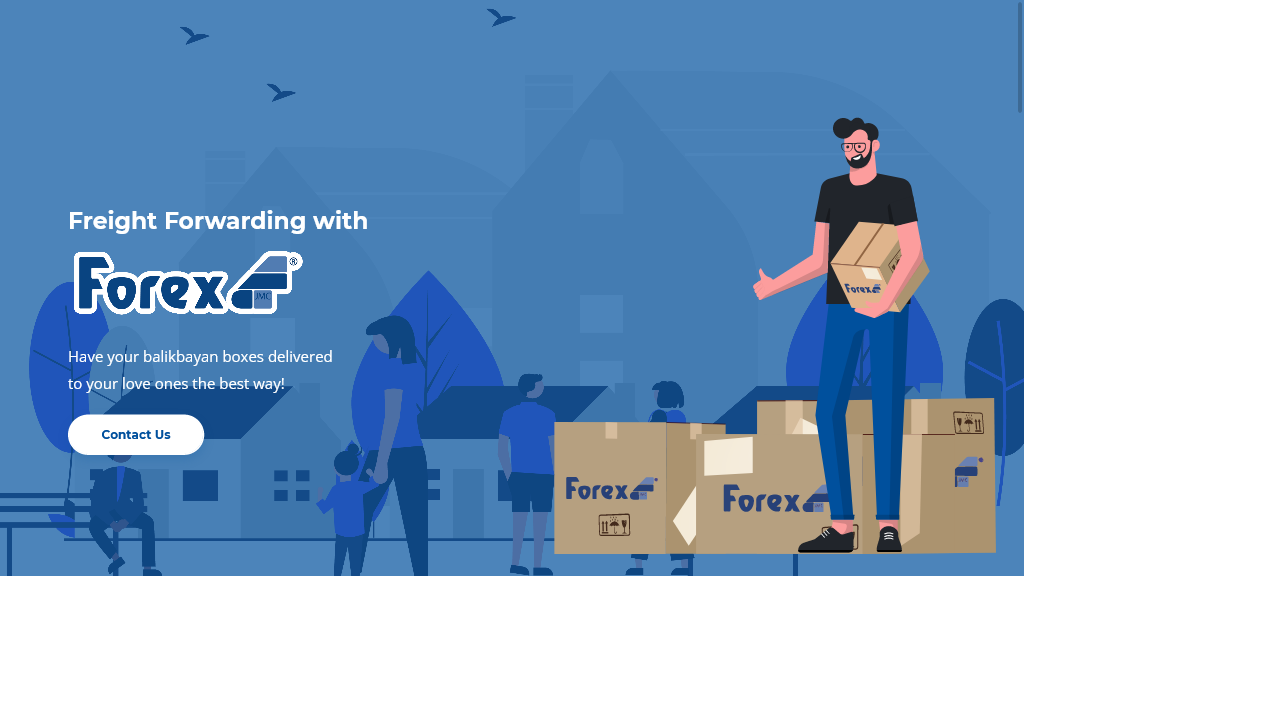 Freight Forwarding with
Forex ®
JMC
Have your balikbayan boxes delivered
to your love ones the best way!
Contact Us
Forex
Forex
Forex